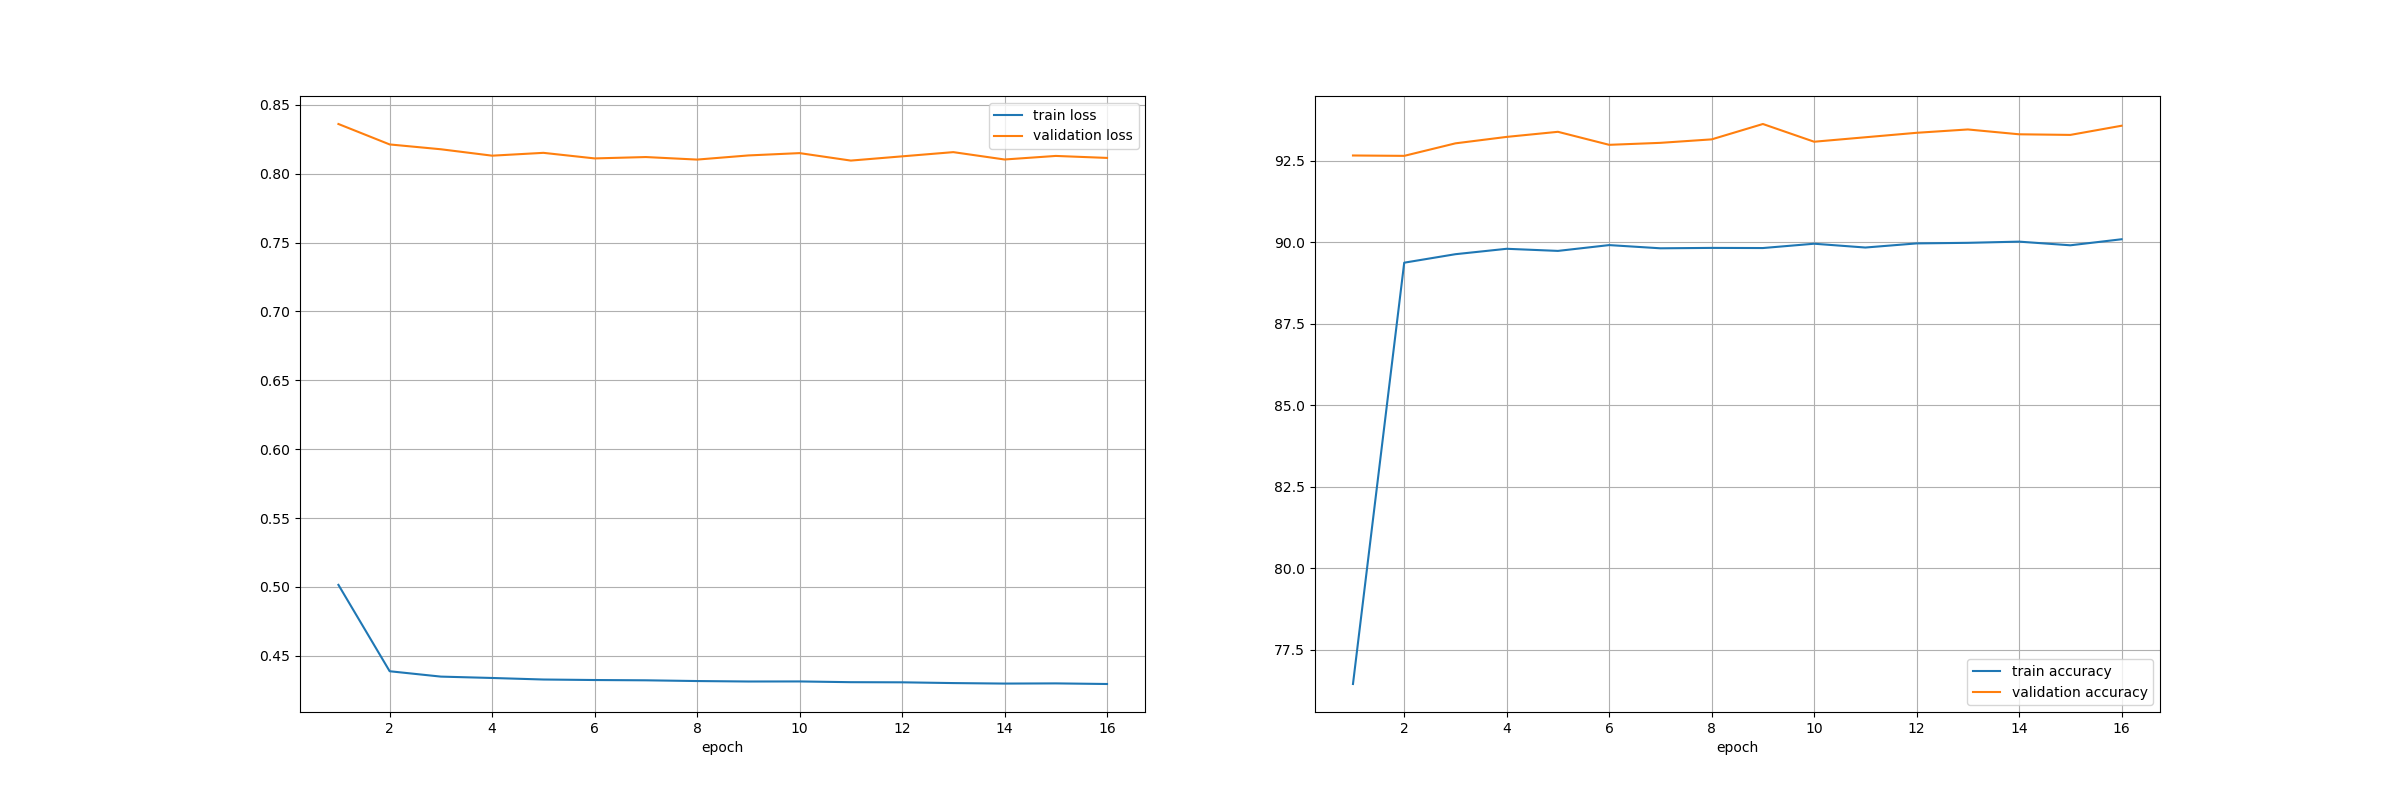 0.85
0.80
0.75
0.70
0.65
0.60
0.55
0.50
0.45
train loss
validation loss
2 4 6 8 10 12 14 16
epoch
92.5
90.0
87.5
85.0
82.5
80.0
77.5
train accuracy
validation accuracy
2 4 6 8 10 12 14 16
epoch